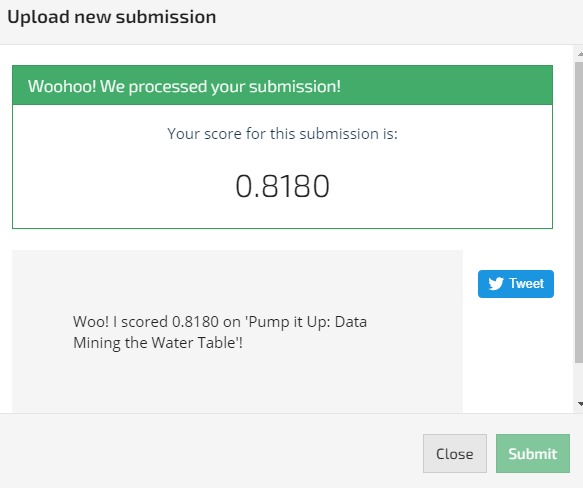 Upload new submission
Woohoo! We processed your submission!
Your score for this submission is:
0.8180
Tweet
Woo! I scored 0.8180 on 'Pump it Up: Data
Mining the Water Table'!
Close
Submit